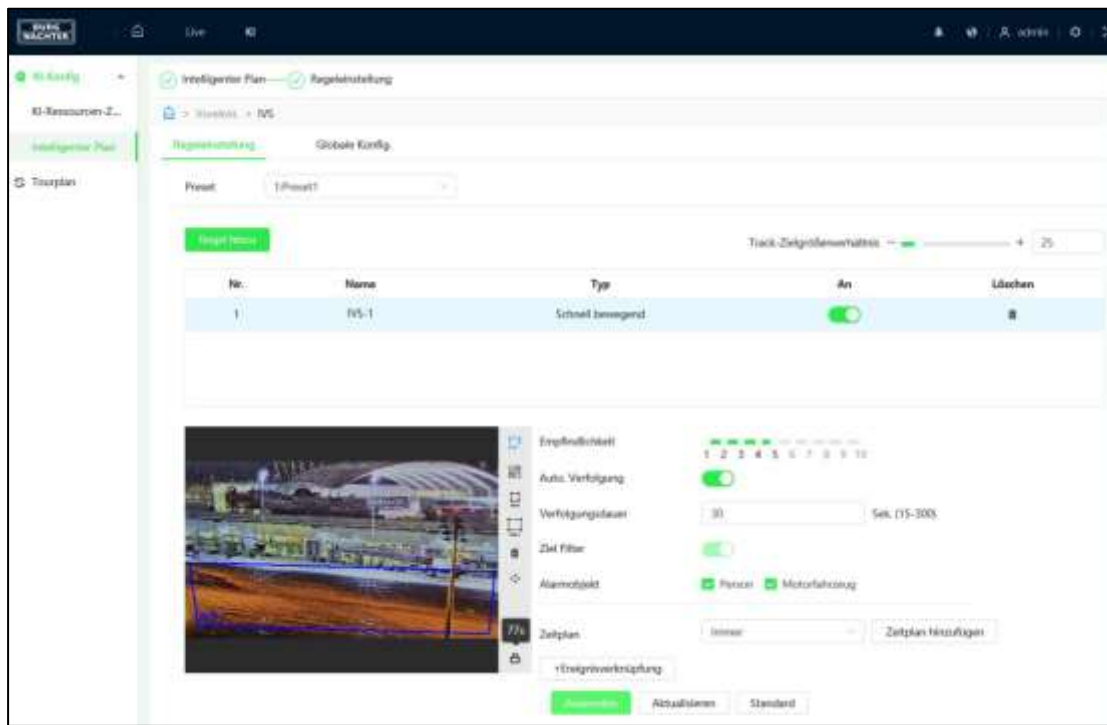 BURG WÄCHTER Live KI admin
KI-Konfig.
Intelligenter Plan Regeleinstellung
KI-Ressourcen-Z...
> > IVS
Intelligenter Plan
Regeleinstellung Globale Konfig.
Tourplan
Preset 1:Preset1
Track-Zielgrößenverhältnis − + 25
Nr. Name Typ An Löschen
1 IVS-1 Schnell bewegend
Empfindlichkeit
1 2 3 4 5 6 7 8 9 10
Auto. Verfolgung
Verfolgungsdauer 30 Sek. (15-300)
Ziel Filter
Alarmobjekt Person Motorfahrzeug
77s
Zeitplan Immer Zeitplan hinzufügen
+Ereignisverknüpfung
Anwenden Aktualisieren Standard